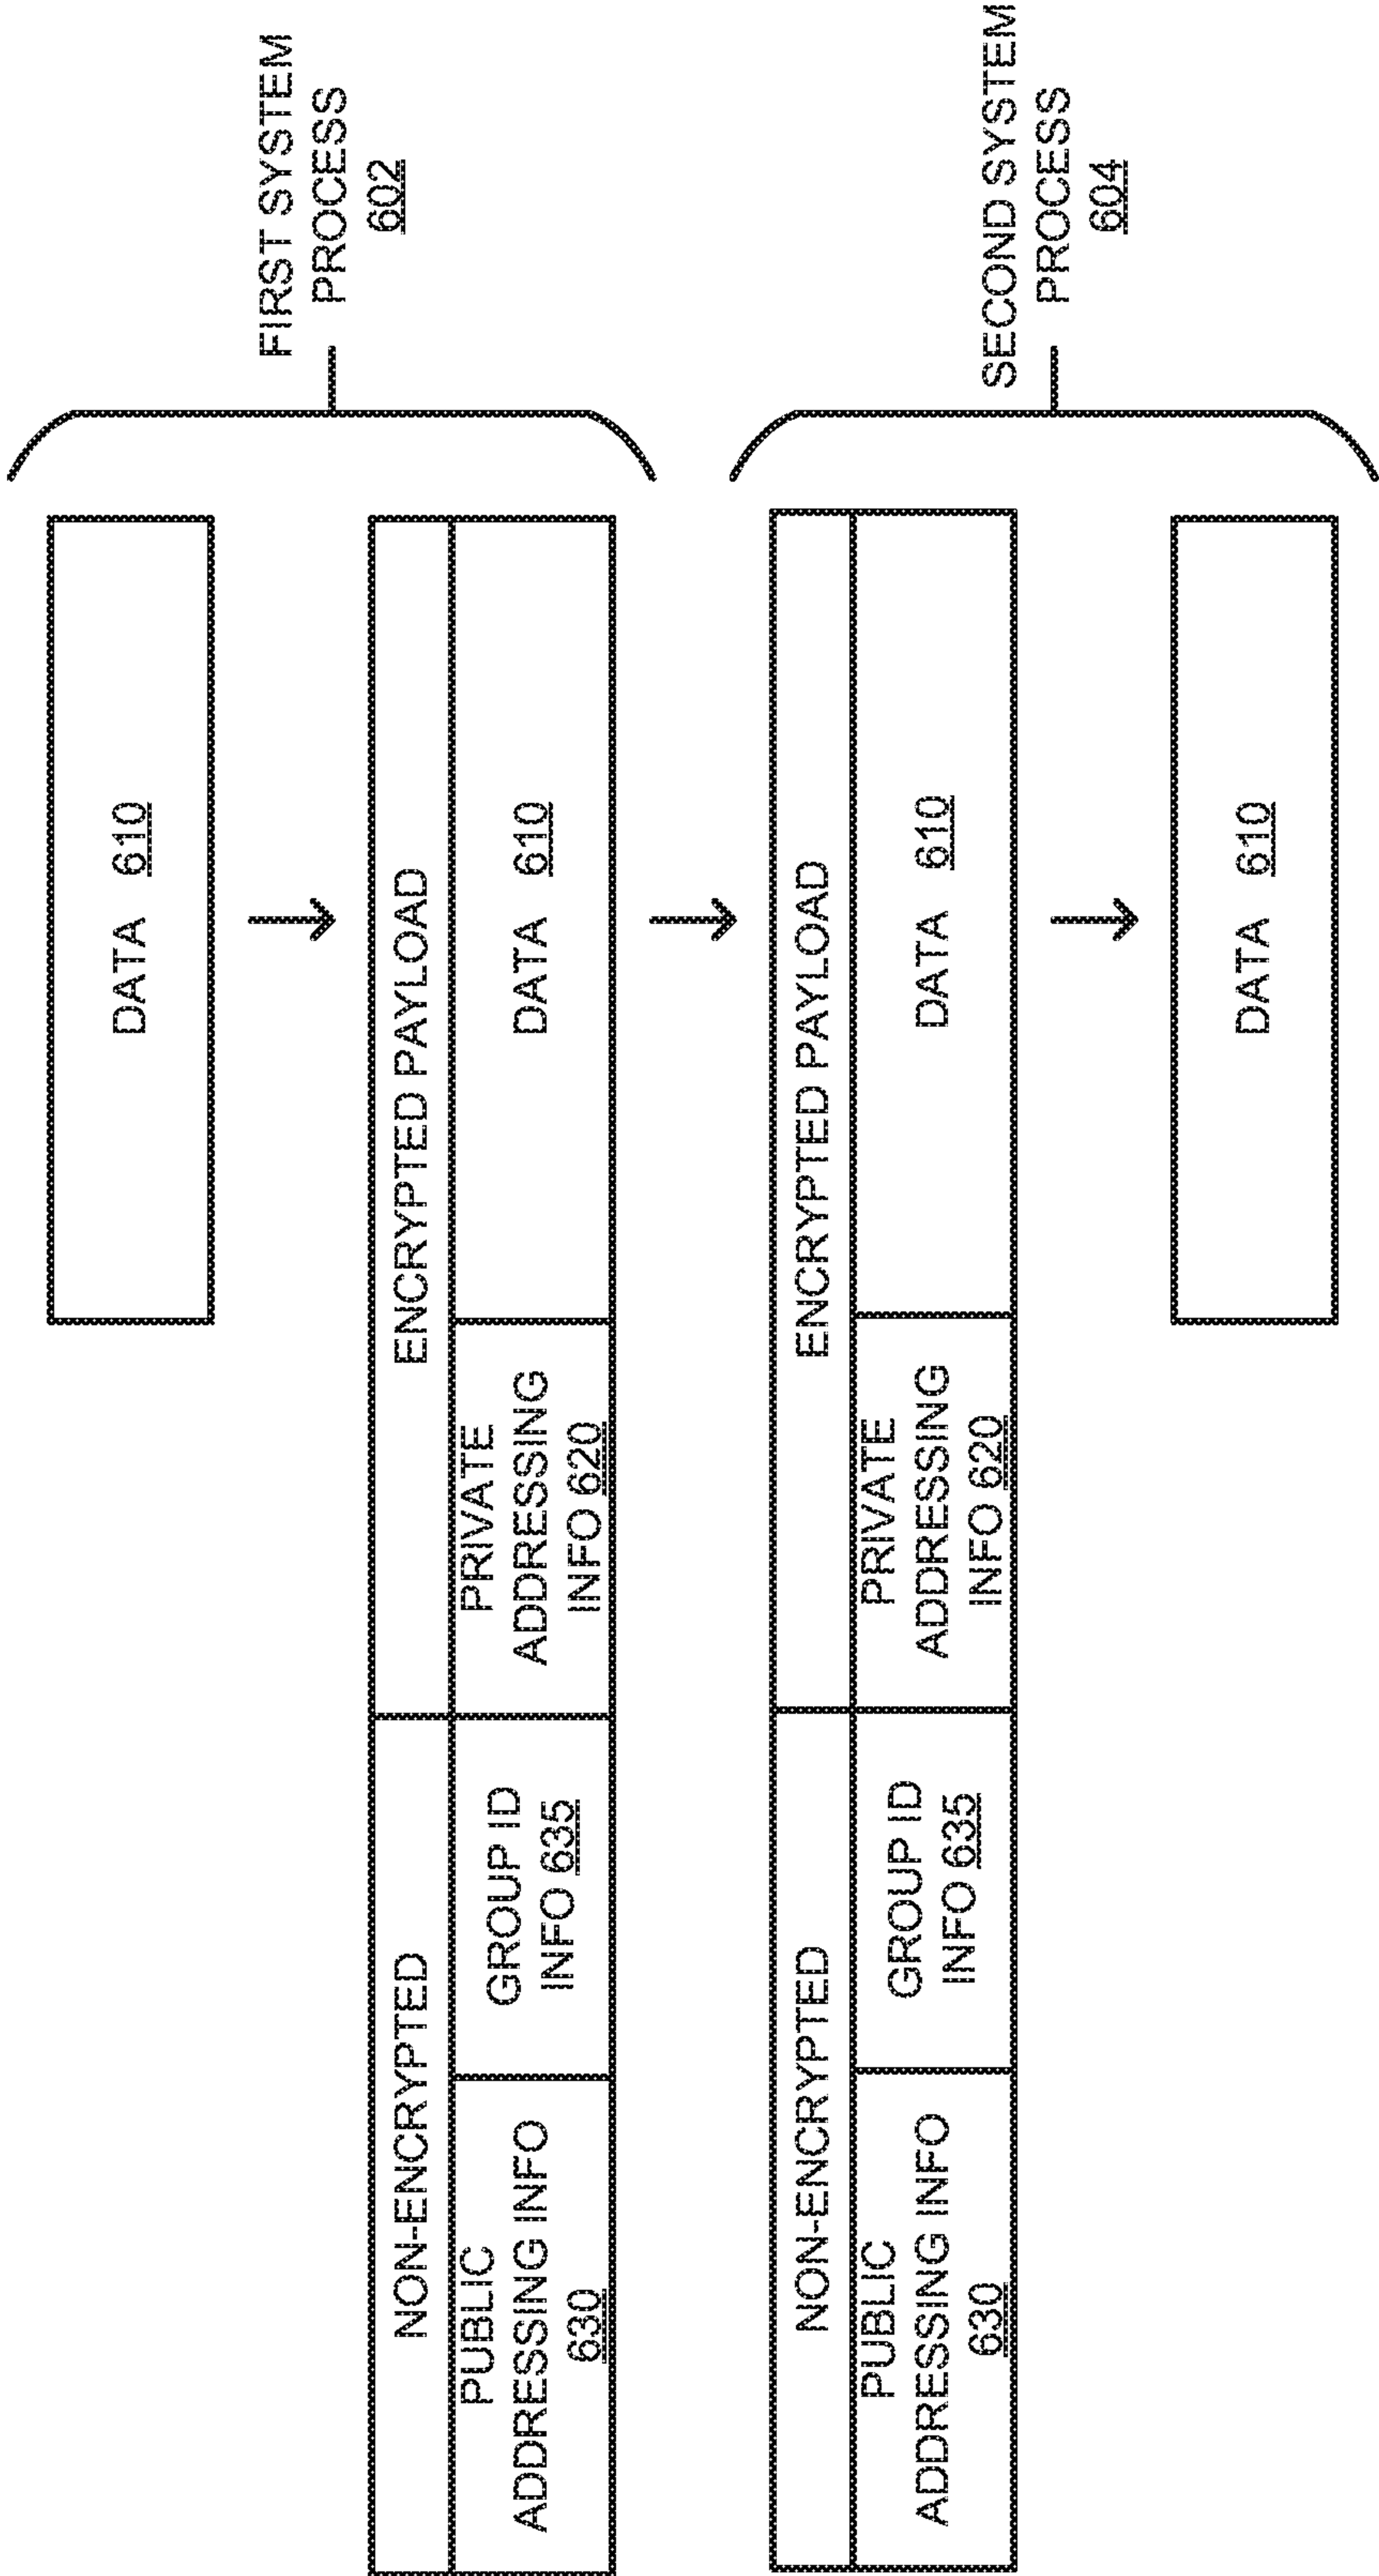 DATA 610
FIRST SYSTEM
PROCESS
602
NON-ENCRYPTED
ENCRYPTED PAYLOAD
PUBLIC
ADDRESSING INFO
630
GROUP ID
INFO 635
PRIVATE
ADDRESSING
INFO 620
DATA 610
NON-ENCRYPTED
ENCRYPTED PAYLOAD
PUBLIC
ADDRESSING INFO
630
GROUP ID
INFO 635
PRIVATE
ADDRESSING
INFO 620
DATA 610
SECOND SYSTEM
PROCESS
604
DATA 610